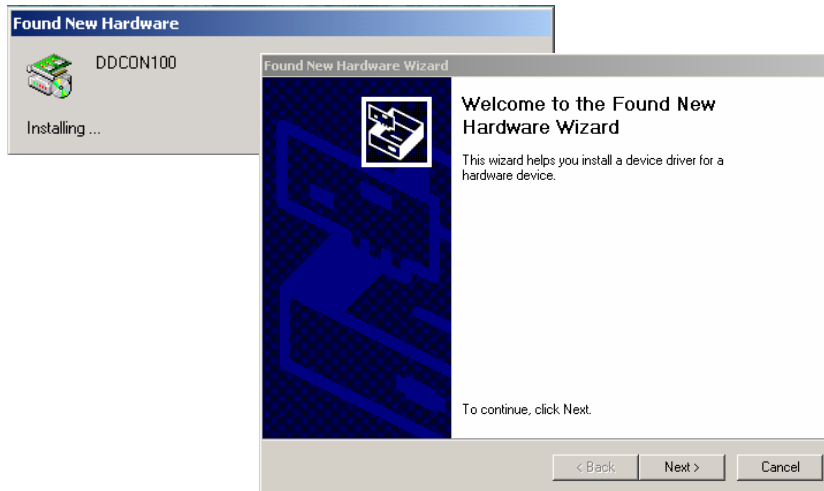 Found New Hardware
DDCON100
Installing ...
Found New Hardware Wizard
Welcome to the Found New
Hardware Wizard
This wizard helps you install a device driver for a
hardware device.
To continue, click Next.
< Back
Next >
Cancel